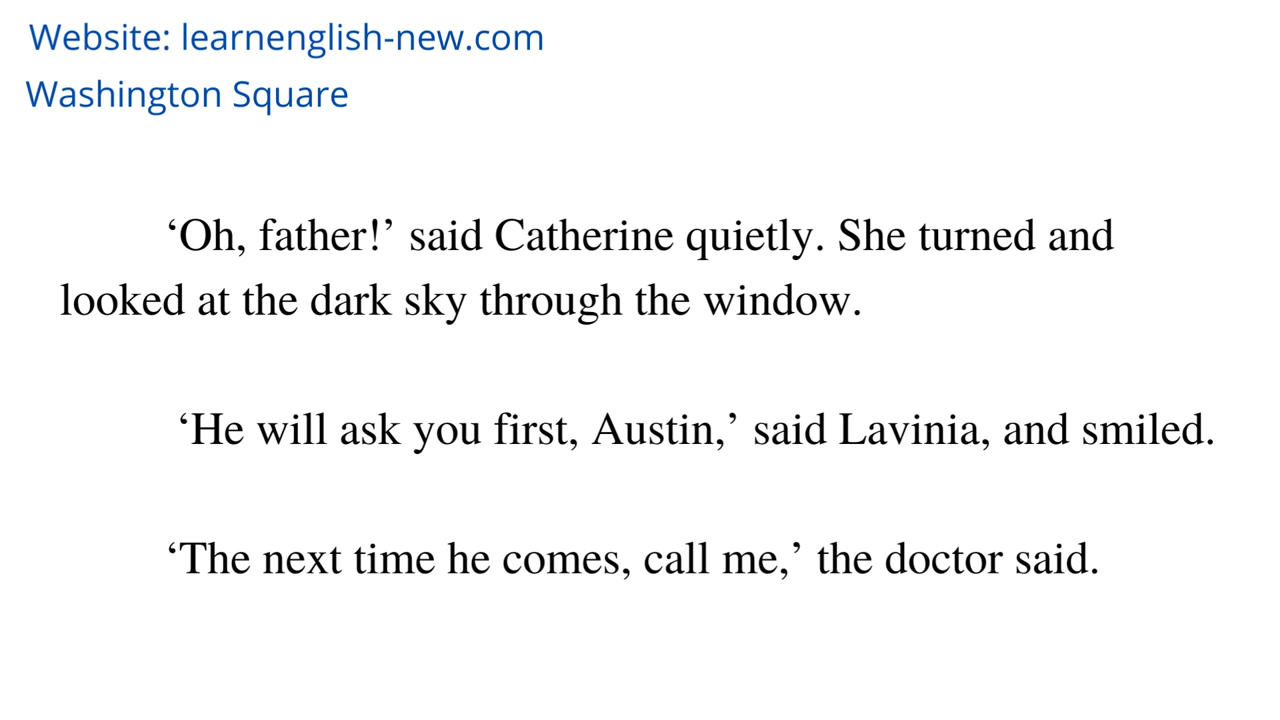 Website: learnenglish-new.com
Washington Square
‘Oh, father!’ said Catherine quietly. She turned and
looked at the dark sky through the window.
‘He will ask you first, Austin,’ said Lavinia, and smiled.
‘The next time he comes, call me,’ the doctor said.